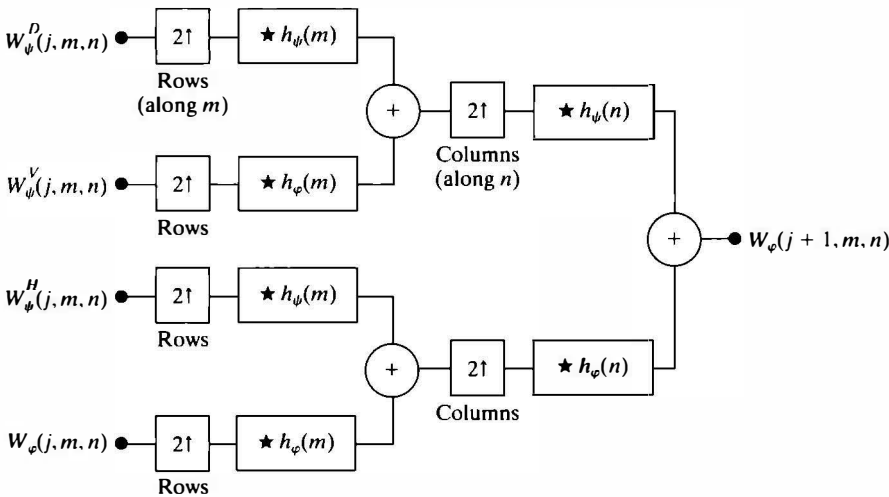 W_ψ^D(j, m, n)
2↑
★ h_ψ(m)
Rows
(along m)
+
2↑
★ h_ψ(n)
Columns
(along n)
W_ψ^V(j, m, n)
2↑
★ h_φ(m)
Rows
+
W_φ(j + 1, m, n)
W_ψ^H(j, m, n)
2↑
★ h_ψ(m)
Rows
+
2↑
★ h_φ(n)
Columns
W_φ(j, m, n)
2↑
★ h_φ(m)
Rows